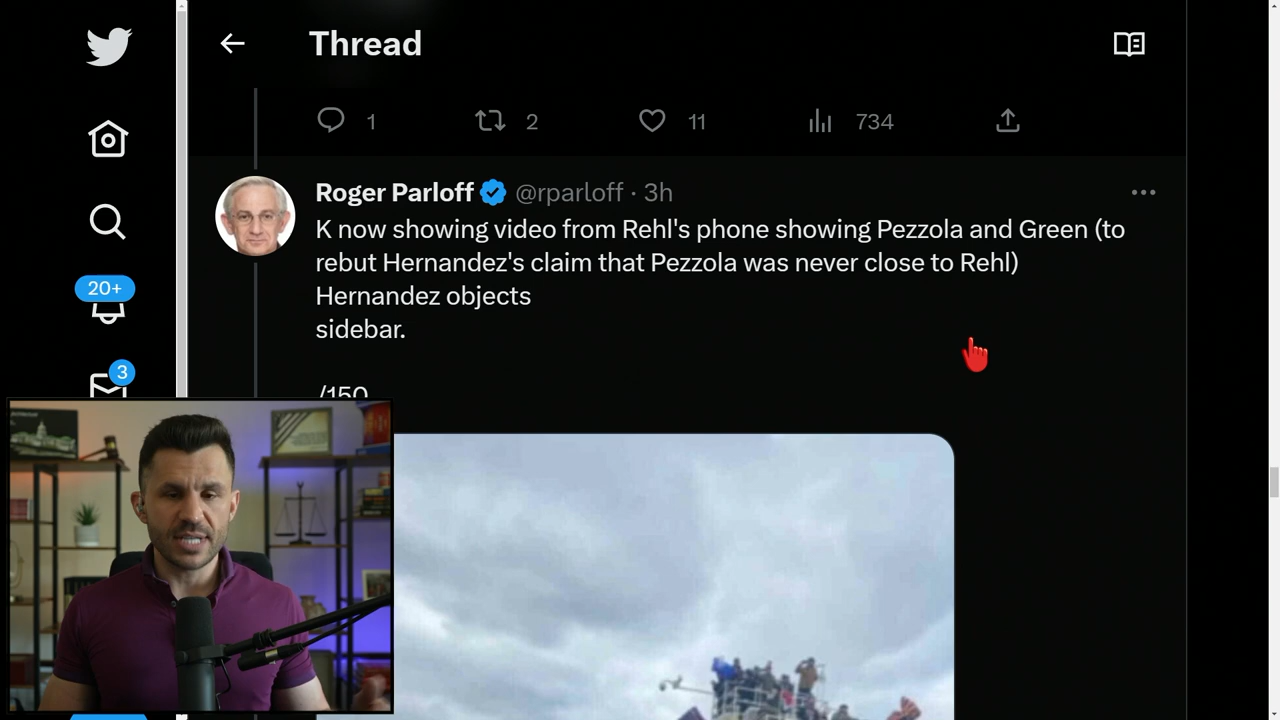 Thread
1 2 11 734
Roger Parloff @rparloff · 3h
K now showing video from Rehl's phone showing Pezzola and Green (to
rebut Hernandez's claim that Pezzola was never close to Rehl)
Hernandez objects
20+
sidebar.
3
/150